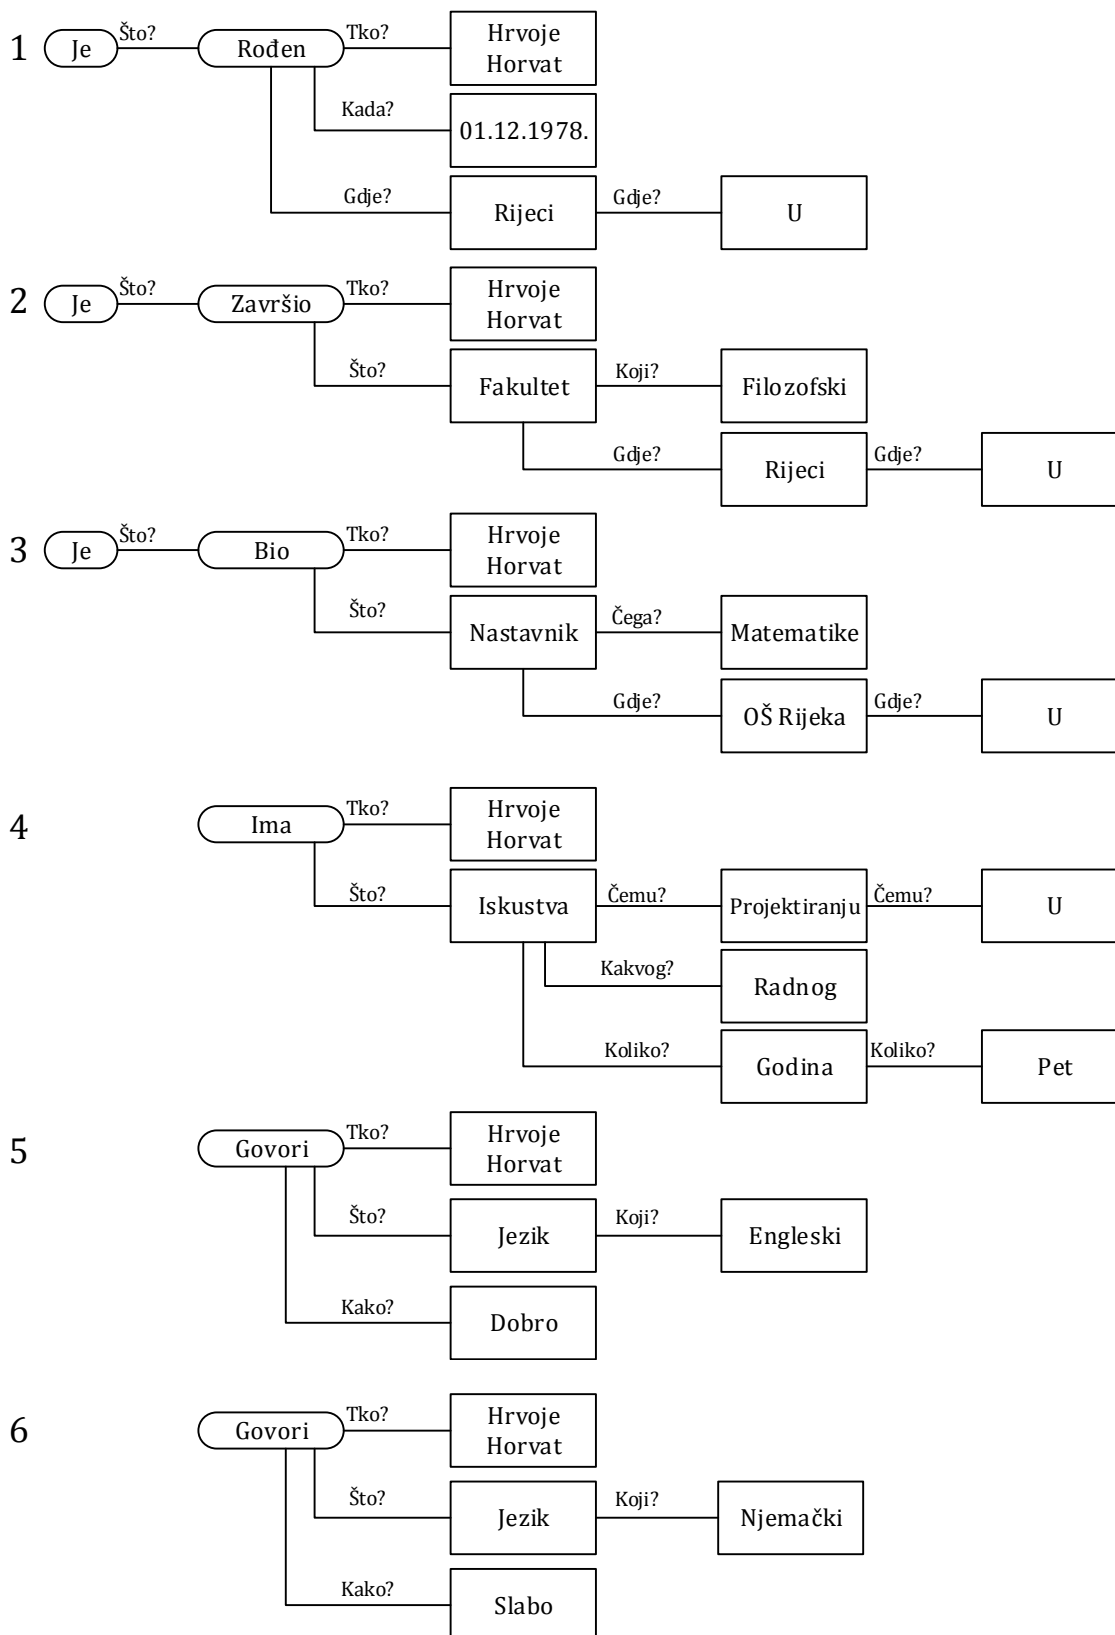 1 Je Što? Rođen Tko? Hrvoje
Horvat
Kada? 01.12.1978.
Gdje? Rijeci Gdje? U
2 Je Što? Završio Tko? Hrvoje
Horvat
Što? Fakultet Koji? Filozofski
Gdje? Rijeci Gdje? U
3 Je Što? Bio Tko? Hrvoje
Horvat
Što? Nastavnik Čega? Matematike
Gdje? OŠ Rijeka Gdje? U
4 Ima Tko? Hrvoje
Horvat
Što? Iskustva Čemu? Projektiranju Čemu? U
Kakvog? Radnog
Koliko? Godina Koliko? Pet
5 Govori Tko? Hrvoje
Horvat
Što? Jezik Koji? Engleski
Kako? Dobro
6 Govori Tko? Hrvoje
Horvat
Što? Jezik Koji? Njemački
Kako? Slabo